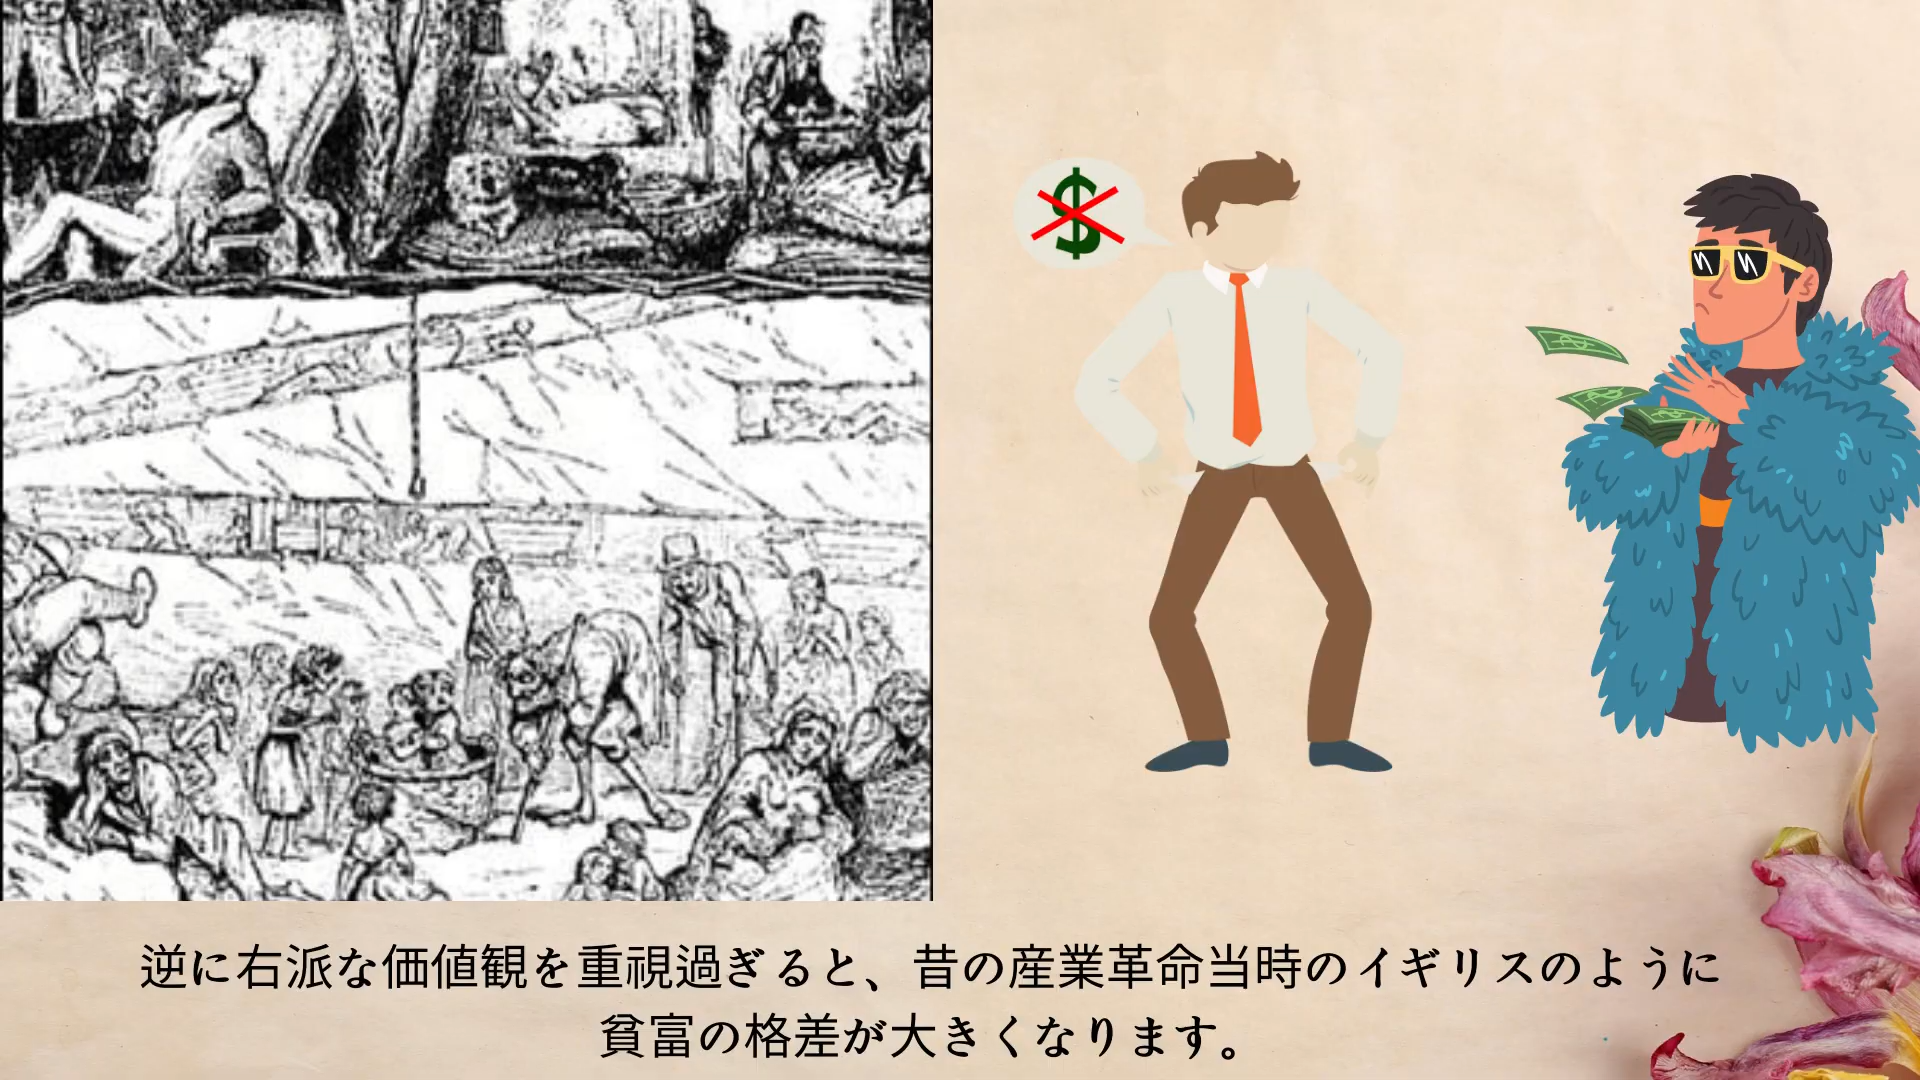 逆に右派な価値観を重視過ぎると、昔の産業革命当時のイギリスのように
貧富の格差が大きくなります。